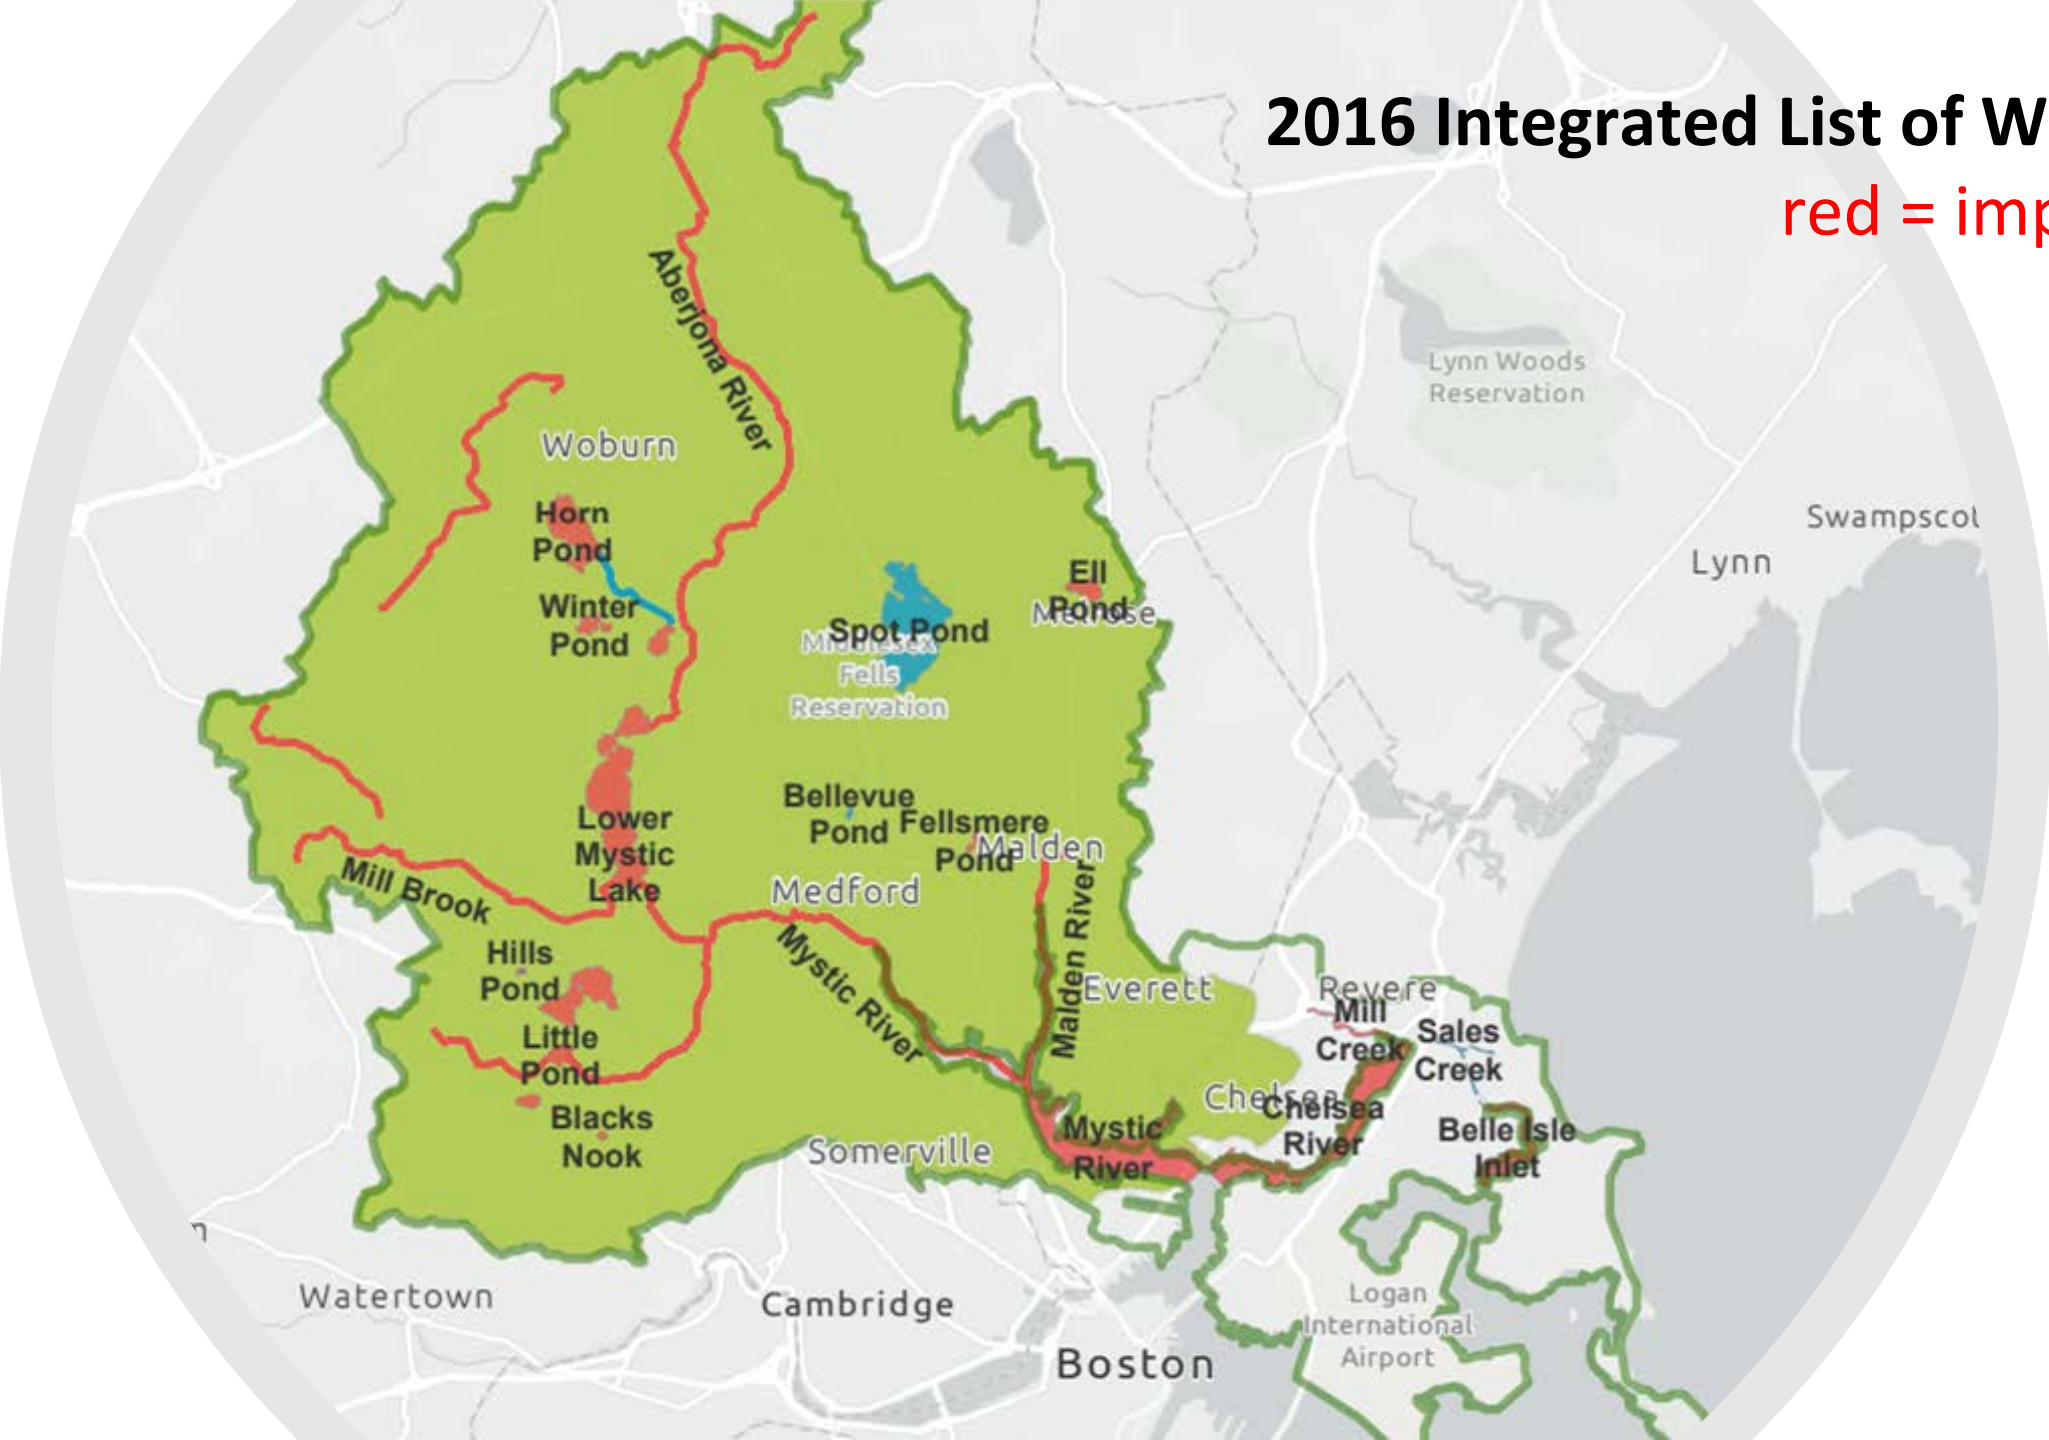 2016 Integrated List of W
red = imp
Aberjona River
Lynn Woods
Reservation
Woburn
Horn
Pond
Swampscot
Lynn
Ell
Pond
Melrose
Winter
Pond
Spot Pond
Middlesex
Fells
Reservation
Bellevue
Pond
Fellsmere
Pond
Malden
Lower
Mystic
Lake
Mill Brook
Medford
Malden River
Mystic River
Hills
Pond
Everett
Revere
Mill
Creek
Sales
Creek
Little
Pond
Chelsea
Chelsea
River
Blacks
Nook
Mystic
River
Belle Isle
Inlet
Somerville
n
Watertown
Cambridge
Logan
International
Airport
Boston